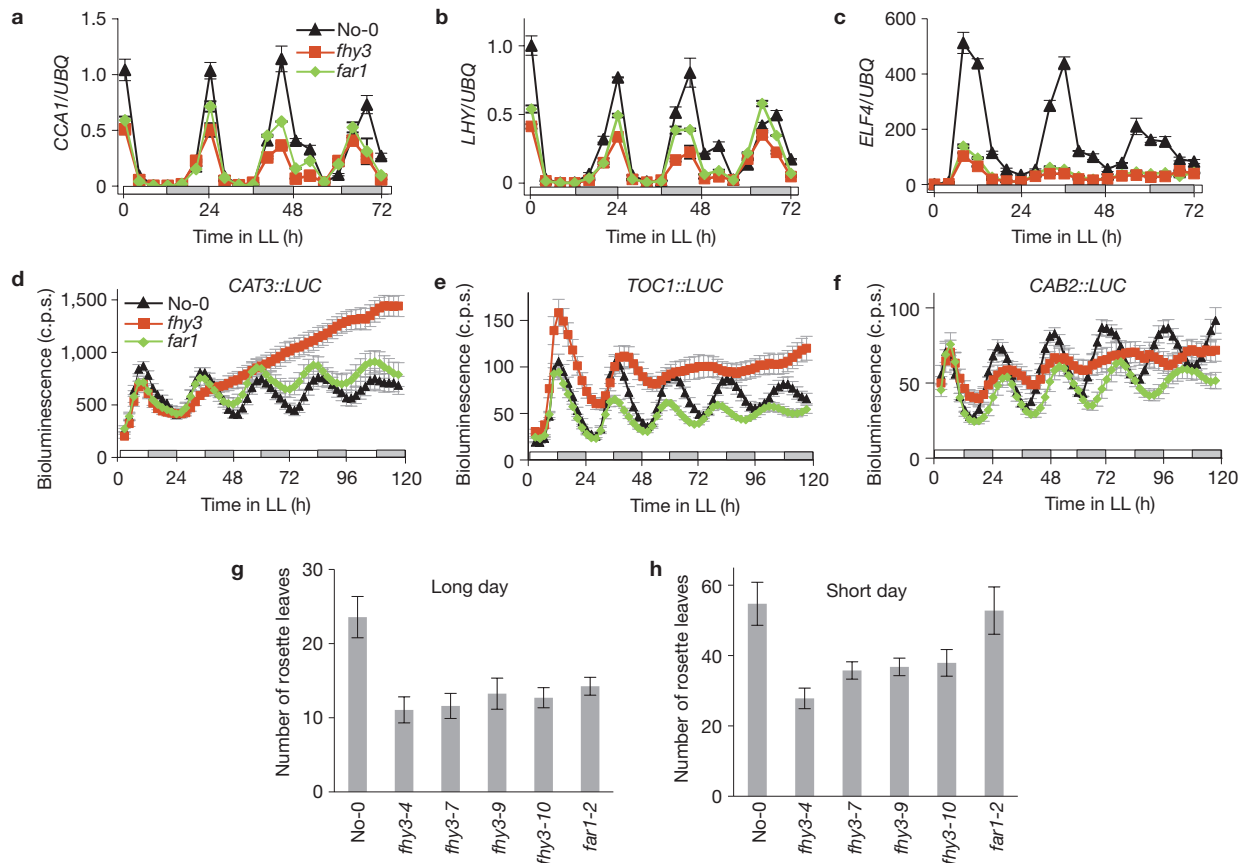 a
CCA1/UBQ
1.5
1.0
0.5
0
No-0
fhy3
far1
0 24 48 72
Time in LL (h)
b
LHY/UBQ
1.0
0.5
0
0 24 48 72
Time in LL (h)
c
ELF4/UBQ
600
400
200
0
0 24 48 72
Time in LL (h)
d
CAT3::LUC
Bioluminescence (c.p.s.)
1,500
1,000
500
0
No-0
fhy3
far1
0 24 48 72 96 120
Time in LL (h)
e
TOC1::LUC
Bioluminescence (c.p.s.)
200
150
100
50
0
0 24 48 72 96 120
Time in LL (h)
f
CAB2::LUC
Bioluminescence (c.p.s.)
100
50
0
0 24 48 72 96 120
Time in LL (h)
g
Long day
Number of rosette leaves
30
20
10
0
No-0
fhy3-4
fhy3-7
fhy3-9
fhy3-10
far1-2
h
Short day
Number of rosette leaves
60
40
20
0
No-0
fhy3-4
fhy3-7
fhy3-9
fhy3-10
far1-2